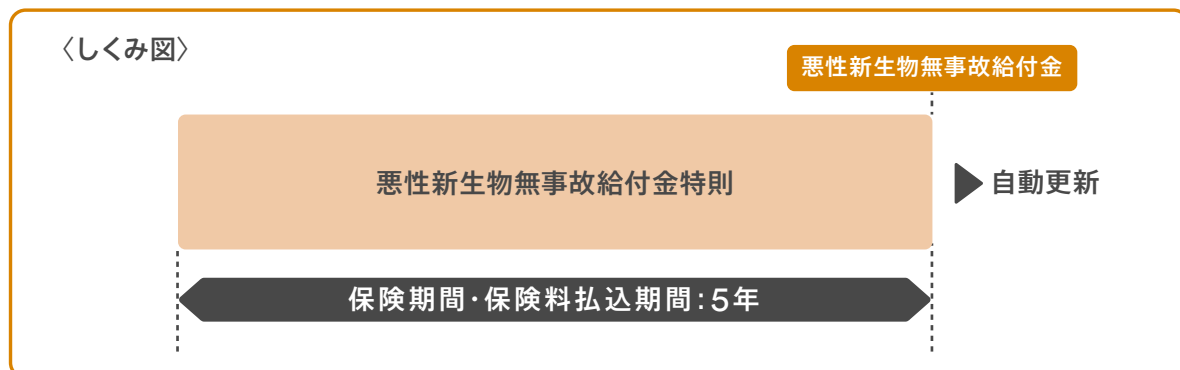 〈しくみ図〉
悪性新生物無事故給付金
悪性新生物無事故給付金特則
自動更新
保険期間・保険料払込期間:5年